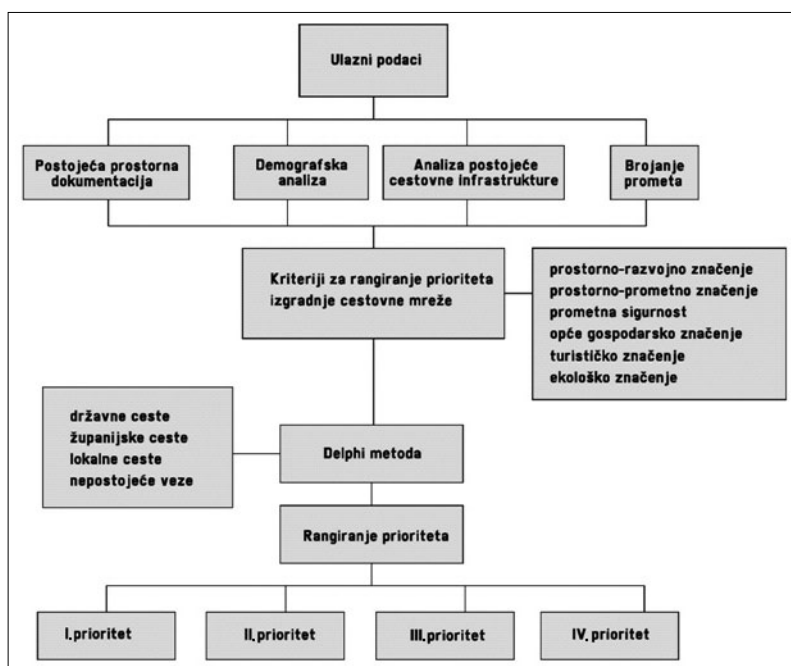 Ulazni podaci
Postojeća prostorna
dokumentacija
Demografska
analiza
Analiza postojeće
cestovne infrastrukture
Brojanje
prometa
Kriteriji za rangiranje prioriteta
izgradnje cestovne mreže
prostorno-razvojno značenje
prostorno-prometno značenje
prometna sigurnost
opće gospodarsko značenje
turističko značenje
ekološko značenje
državne ceste
županijske ceste
lokalne ceste
nepostojeće veze
Delphi metoda
Rangiranje prioriteta
I.prioritet
II.prioritet
III.prioritet
IV.prioritet